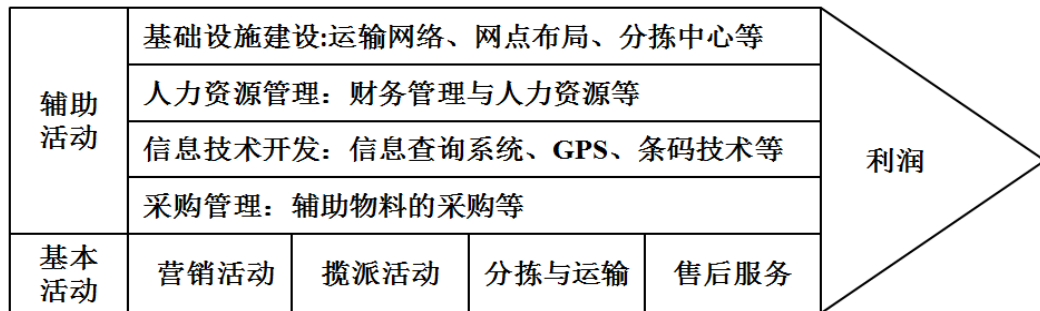 辅助
活动
基础设施建设:运输网络、网点布局、分拣中心等
人力资源管理：财务管理与人力资源等
信息技术开发：信息查询系统、GPS、条码技术等
采购管理：辅助物料的采购等
利润
基本
活动
营销活动
揽派活动
分拣与运输
售后服务